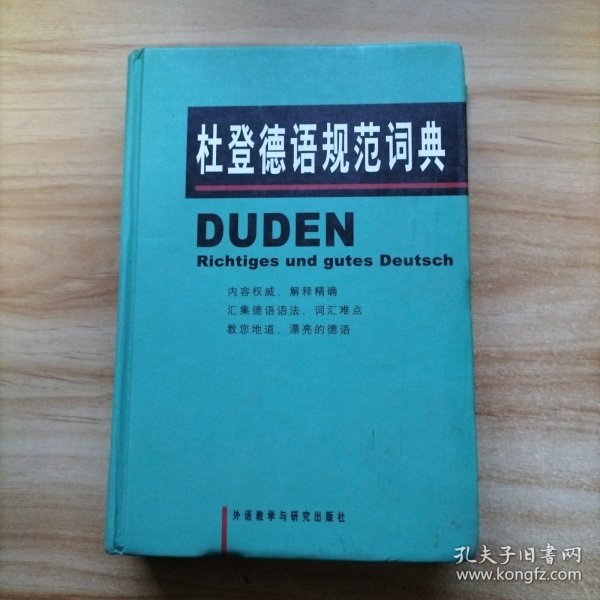 杜登德语规范词典
DUDEN
Richtiges und gutes Deutsch
内容权威、解释精确
汇集德语语法、词汇难点
教您地道、漂亮的德语
外语教学与研究出版社
孔夫子旧书网
www.kongfz.com